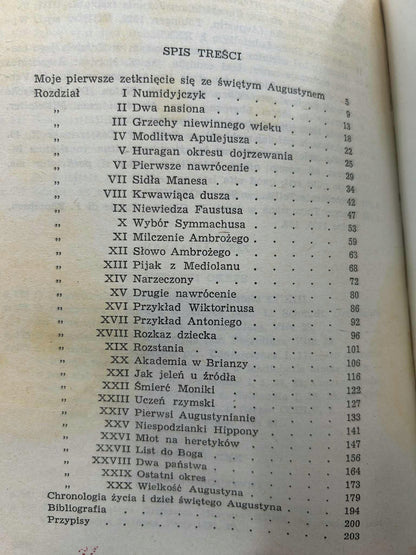 SPIS TREŚCI
Moje pierwsze zetknięcie się ze świętym Augustynem 5
Rozdział I Numidyjczyk . . . . . . 9
„ II Dwa nasiona . . . . . . 13
„ III Grzechy niewinnego wieku . . . . 18
„ IV Modlitwa Apulejusza . . . . . 22
„ V Huragan okresu dojrzewania . . . . 25
„ VI Pierwsze nawrócenie . . . . . 29
„ VII Sidła Manesa . . . . . . 34
„ VIII Krwawiąca dusza . . . . . . 42
„ IX Niewiedza Faustusa . . . . . 47
„ X Wybór Symmachusa . . . . . 53
„ XI Milczenie Ambrożego . . . . . 59
„ XII Słowo Ambrożego . . . . . . 63
„ XIII Pijak z Mediolanu . . . . . 68
„ XIV Narzeczony . . . . . . 72
„ XV Drugie nawrócenie . . . . . 80
„ XVI Przykład Wiktorinusa . . . . . 86
„ XVII Przykład Antoniego . . . . . 92
„ XVIII Rozkaz dziecka . . . . . . 96
„ XIX Rozstania . . . . . . . 101
„ XX Akademia w Brianzy . . . . . 106
„ XXI Jak jeleń u źródła . . . . . 116
„ XXII Śmierć Moniki . . . . . . 122
„ XXIII Uczeń rzymski . . . . . . 127
„ XXIV Pierwsi Augustynianie . . . . . 133
„ XXV Niespodzianki Hippony . . . . . 141
„ XXVI Młot na heretyków . . . . . 147
„ XXVII List do Boga . . . . . . 156
„ XXVIII Dwa państwa . . . . . . 164
„ XXIX Ostatni okres . . . . . . 173
„ XXX Wielkość Augustyna . . . . . 179
Chronologia życia i dzieł świętego Augustyna . . . 194
Bibliografia . . . . . . . . 200
Przypisy . . . . . . . . 203